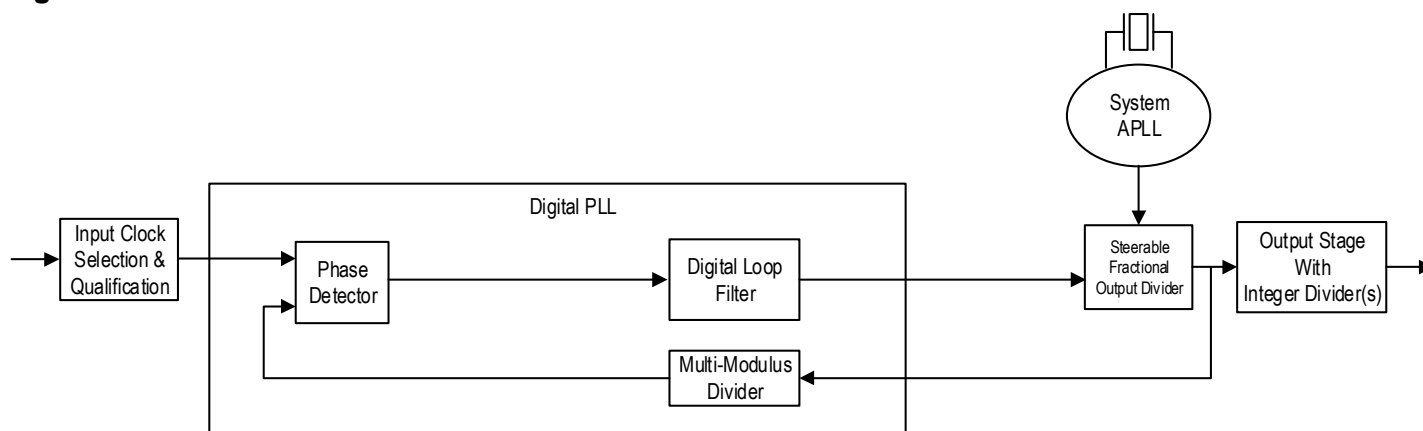 System
APLL
Digital PLL
Input Clock
Selection &
Qualification
Phase
Detector
Digital Loop
Filter
Steerable
Fractional
Output Divider
Output Stage
With
Integer Divider(s)
Multi-Modulus
Divider